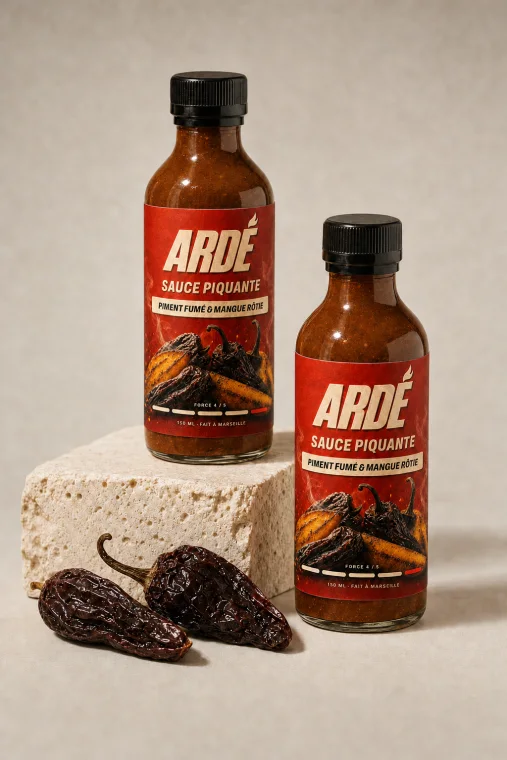 ARDÉ
SAUCE PIQUANTE
PIMENT FUMÉ & MANGUE RÔTIE
FORCE 4 / 5
150 ML - FAIT À MARSEILLE
ARDÉ
SAUCE PIQUANTE
PIMENT FUMÉ & MANGUE RÔTIE
FORCE 4 / 5
150 ML - FAIT À MARSEILLE